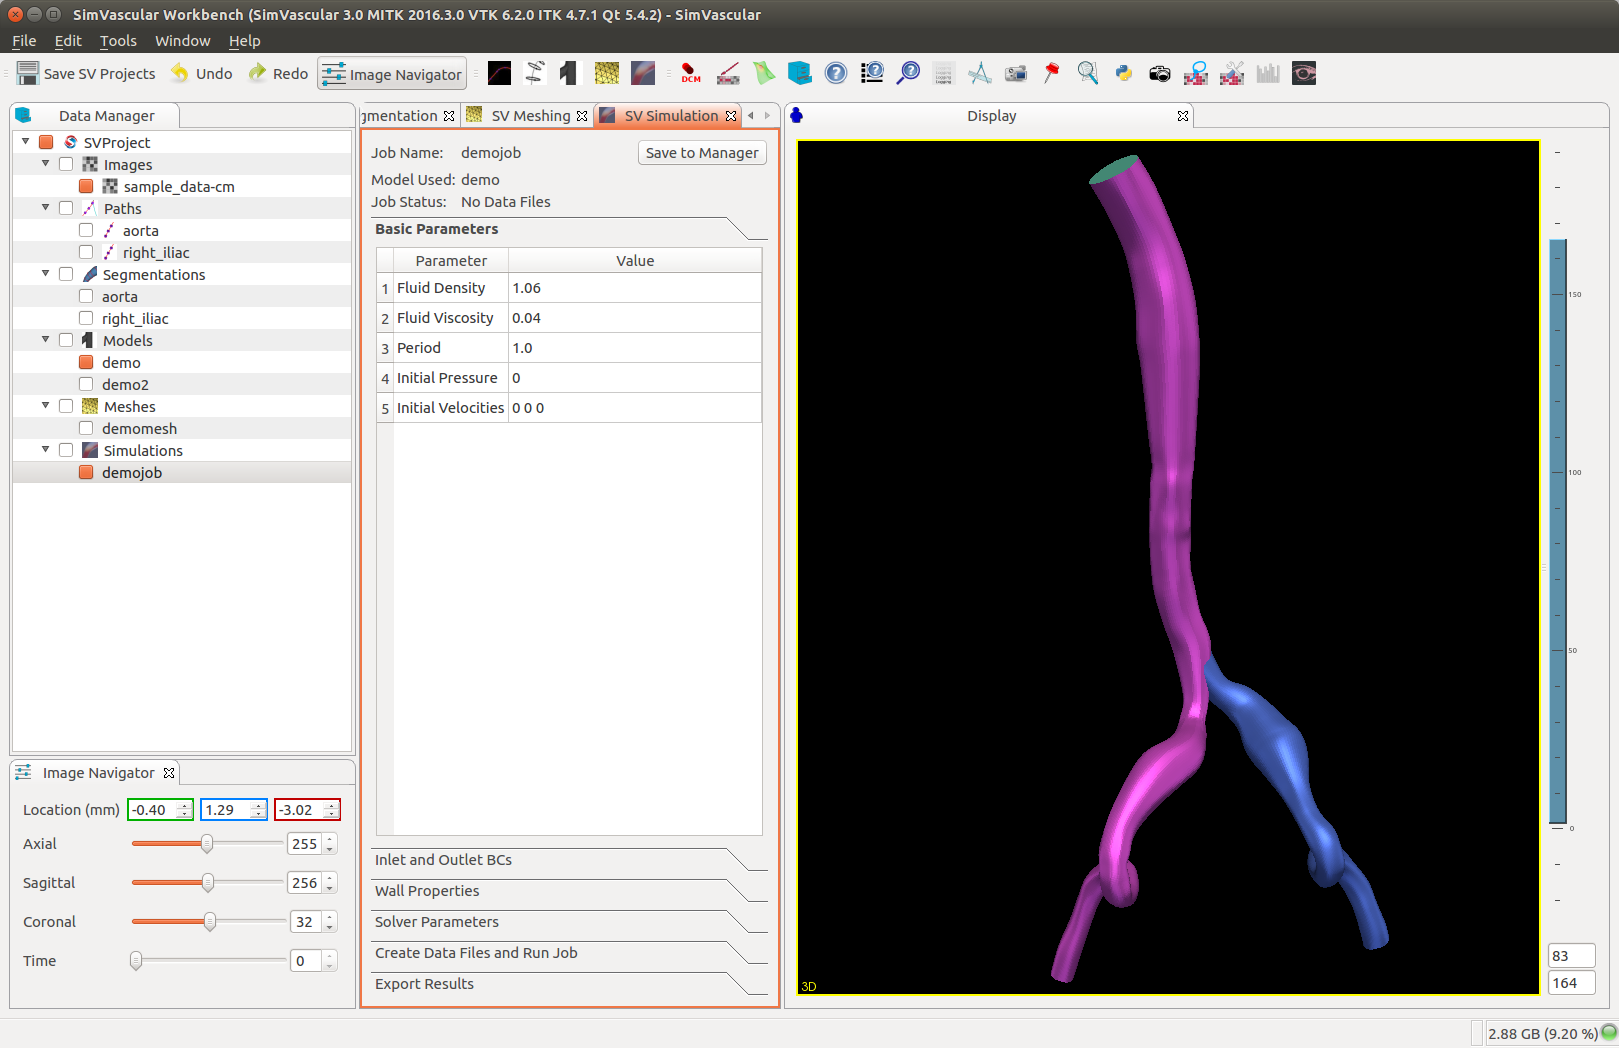 SimVascular Workbench (SimVascular 3.0 MITK 2016.3.0 VTK 6.2.0 ITK 4.7.1 Qt 5.4.2) - SimVascular
File Edit Tools Window Help
Save SV Projects Undo Redo Image Navigator DCM
Data Manager
SVProject
Images
sample_data-cm
Paths
aorta
right_iliac
Segmentations
aorta
right_iliac
Models
demo
demo2
Meshes
demomesh
Simulations
demojob
Image Navigator
Location (mm) -0.40 1.29 -3.02
Axial 255
Sagittal 256
Coronal 32
Time 0
gmentation SV Meshing SV Simulation
Job Name: demojob Save to Manager
Model Used: demo
Job Status: No Data Files
Basic Parameters
Parameter Value
1 Fluid Density 1.06
2 Fluid Viscosity 0.04
3 Period 1.0
4 Initial Pressure 0
5 Initial Velocities 0 0 0
Inlet and Outlet BCs
Wall Properties
Solver Parameters
Create Data Files and Run Job
Export Results
Display
3D
150
100
50
0
83
164
2.88 GB (9.20 %)